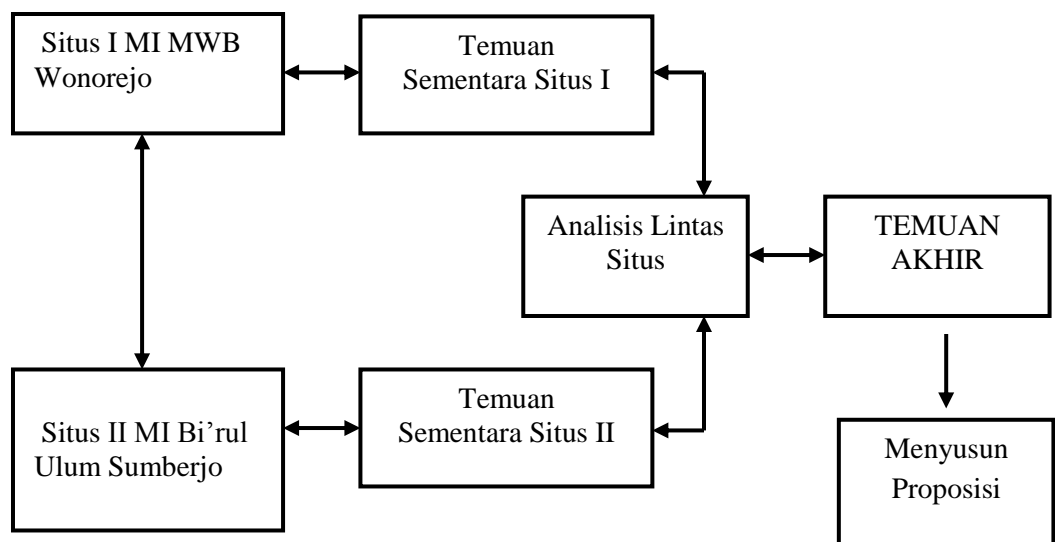 Situs I MI MWB
Wonorejo
Temuan
Sementara Situs I
Analisis Lintas
Situs
TEMUAN
AKHIR
Situs II MI Bi’rul
Ulum Sumberjo
Temuan
Sementara Situs II
Menyusun
Proposisi